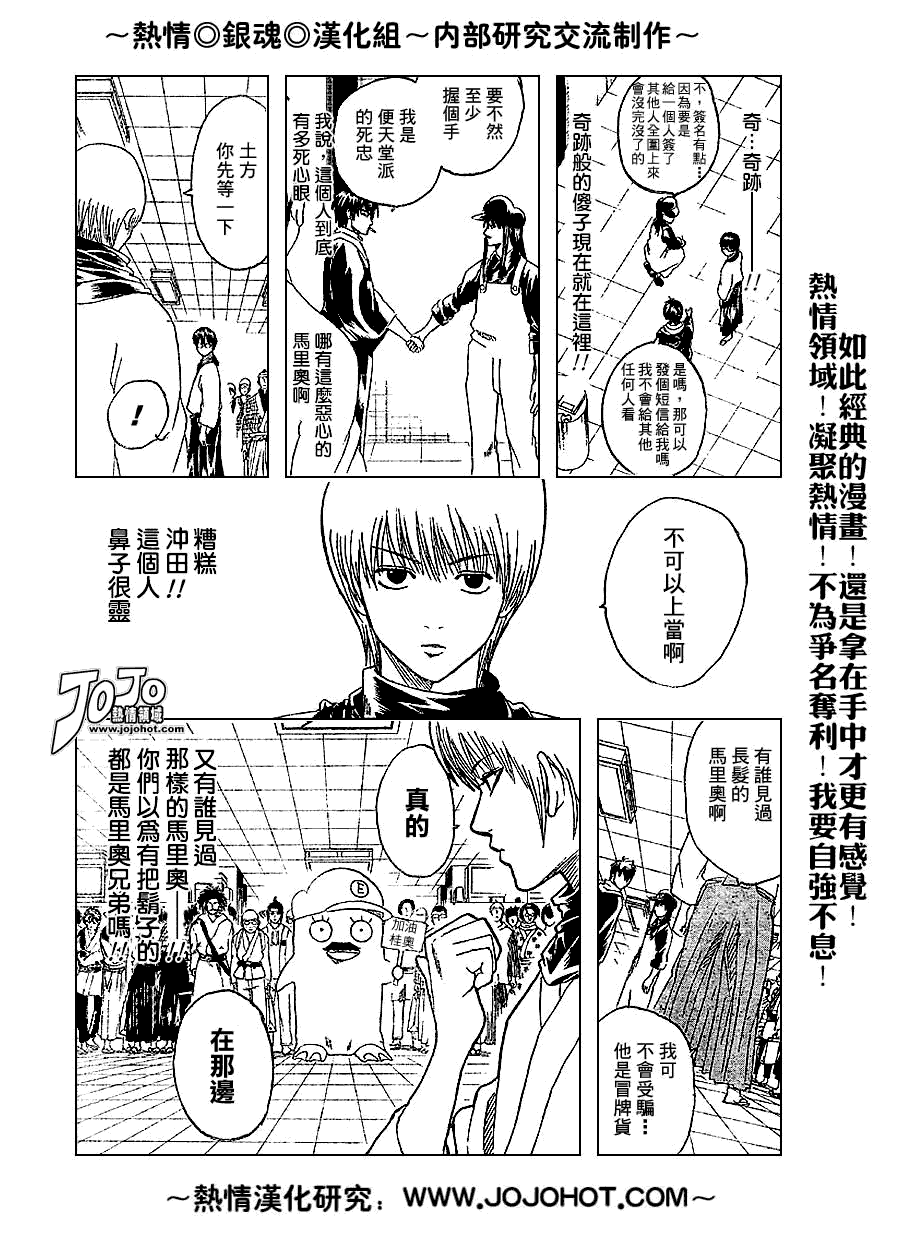 ～熱情◎銀魂◎漢化組～内部研究交流制作～
奇…奇跡──!!
不，簽名有點…
因為要是
給一個人簽了
其他人全圍上來
會沒完沒了的
奇跡般的傻子現在就在這裡!!
是嗎，那可以
發個短信給我嗎
我不會給其他
任何人看
要不然
至少
握個手
我是
便天堂派
的死忠
我說，這個人到底
有多死心眼
哪有這麼惡心的
馬里奧啊
土方
你先等一下
！
不可以上當啊
糟糕
沖田!!
這個人
鼻子很靈
有誰見過
長髮的
馬里奧啊
我可
不會受騙…
他是冒牌貨
真的
在那邊
又有誰見過
那樣的馬里奧──!!
你們以爲有把鬍子的
都是馬里奧兄弟嗎!!
E
加油
桂奧
如此經典的漫畫！還是拿在手中才更有感覺！
熱情領域！凝聚熱情！不為爭名奪利！我要自強不息！
JOJO
熱情領域
www.jojohot.com
～熱情漢化研究：WWW.JOJOHOT.COM～